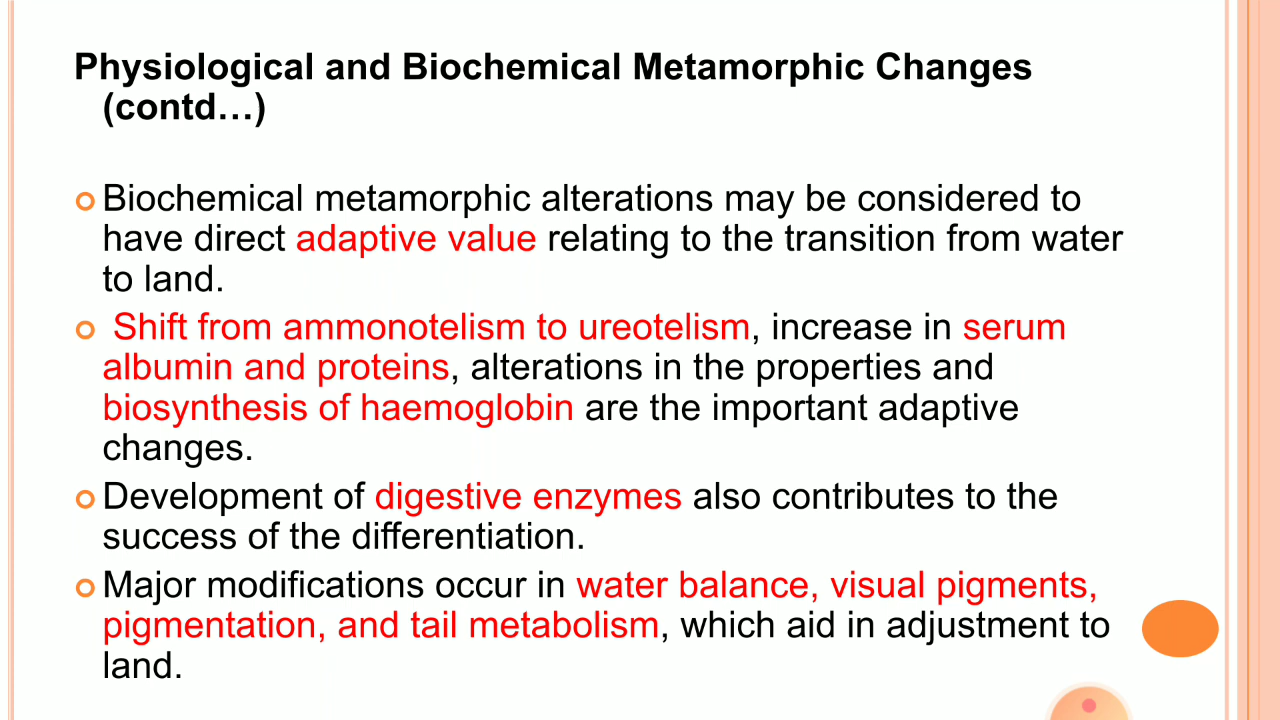 Physiological and Biochemical Metamorphic Changes
(contd…)
Biochemical metamorphic alterations may be considered to
have direct adaptive value relating to the transition from water
to land.
Shift from ammonotelism to ureotelism, increase in serum
albumin and proteins, alterations in the properties and
biosynthesis of haemoglobin are the important adaptive
changes.
Development of digestive enzymes also contributes to the
success of the differentiation.
Major modifications occur in water balance, visual pigments,
pigmentation, and tail metabolism, which aid in adjustment to
land.